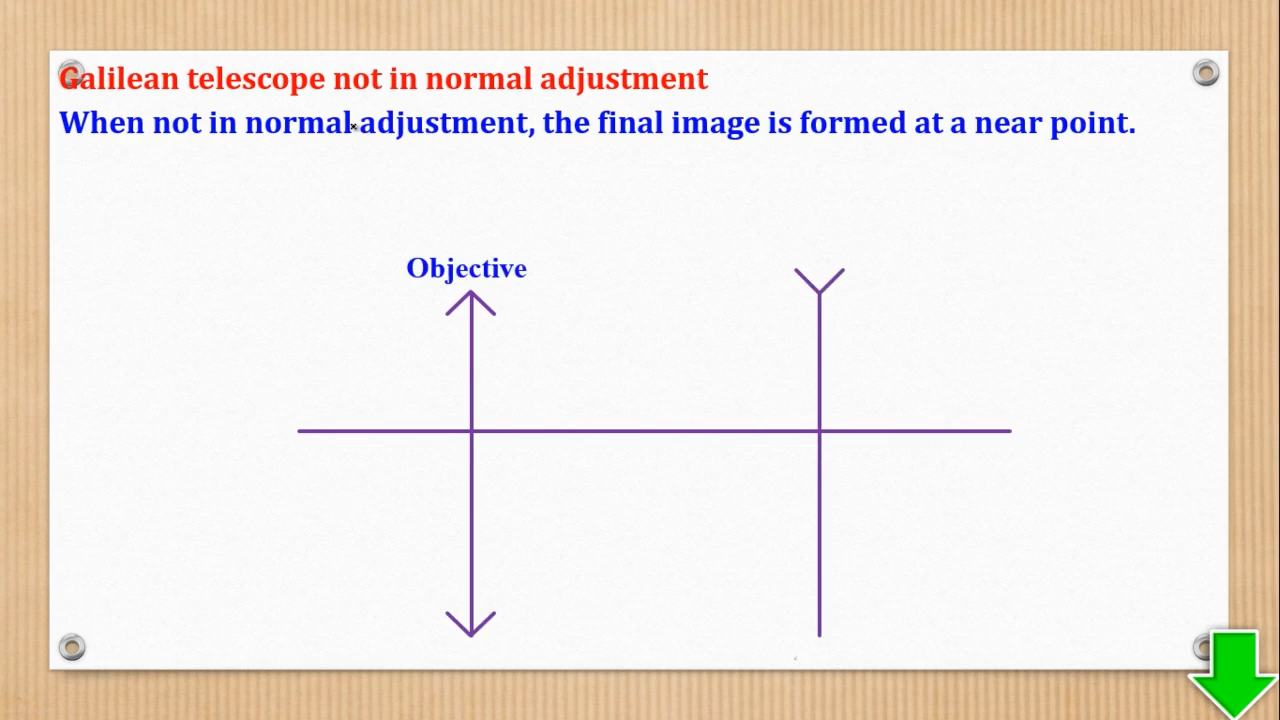 Galilean telescope not in normal adjustment
When not in normal adjustment, the final image is formed at a near point.
Objective